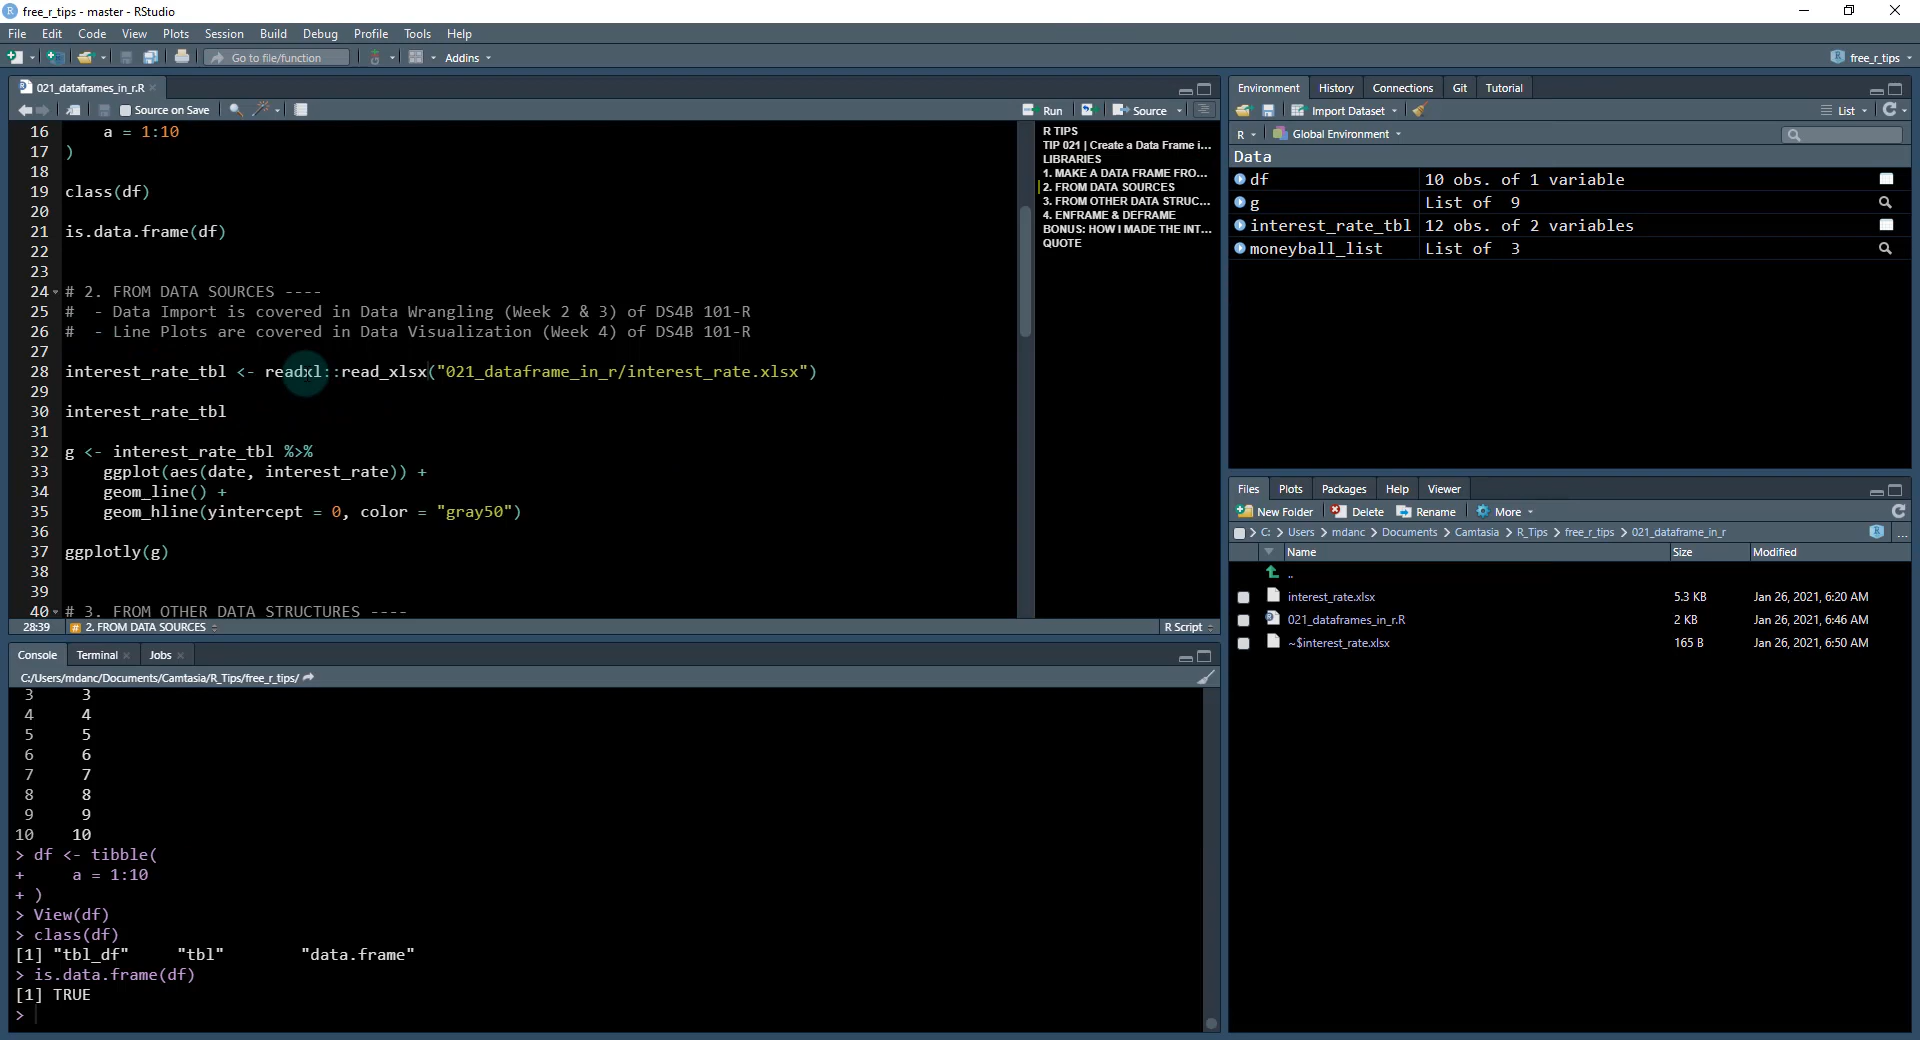 free_r_tips - master - RStudio
File Edit Code View Plots Session Build Debug Profile Tools Help
Go to file/function Addins free_r_tips
021_dataframes_in_r.R
Source on Save Run Source
16 a = 1:10
17 )
18
19 class(df)
20
21 is.data.frame(df)
22
23
24 # 2. FROM DATA SOURCES ----
25 # - Data Import is covered in Data Wrangling (Week 2 & 3) of DS4B 101-R
26 # - Line Plots are covered in Data Visualization (Week 4) of DS4B 101-R
27
28 interest_rate_tbl <- readxl::read_xlsx("021_dataframe_in_r/interest_rate.xlsx")
29
30 interest_rate_tbl
31
32 g <- interest_rate_tbl %>%
33 ggplot(aes(date, interest_rate)) +
34 geom_line() +
35 geom_hline(yintercept = 0, color = "gray50")
36
37 ggplotly(g)
38
39
40 # 3. FROM OTHER DATA STRUCTURES ----
28:39 # 2. FROM DATA SOURCES R Script
R TIPS
TIP 021 | Create a Data Frame i...
LIBRARIES
1. MAKE A DATA FRAME FRO...
2. FROM DATA SOURCES
3. FROM OTHER DATA STRUC...
4. ENFRAME & DEFRAME
BONUS: HOW I MADE THE INT...
QUOTE
Console Terminal Jobs
C:/Users/mdanc/Documents/Camtasia/R_Tips/free_r_tips/
3 3
4 4
5 5
6 6
7 7
8 8
9 9
10 10
> df <- tibble(
+ a = 1:10
+ )
> View(df)
> class(df)
[1] "tbl_df" "tbl" "data.frame"
> is.data.frame(df)
[1] TRUE
>
Environment History Connections Git Tutorial
Import Dataset List
R Global Environment
Data
df 10 obs. of 1 variable
g List of 9
interest_rate_tbl 12 obs. of 2 variables
moneyball_list List of 3
Files Plots Packages Help Viewer
New Folder Delete Rename More
C: > Users > mdanc > Documents > Camtasia > R_Tips > free_r_tips > 021_dataframe_in_r ...
Name Size Modified
..
interest_rate.xlsx 5.3 KB Jan 26, 2021, 6:20 AM
021_dataframes_in_r.R 2 KB Jan 26, 2021, 6:46 AM
~$interest_rate.xlsx 165 B Jan 26, 2021, 6:50 AM